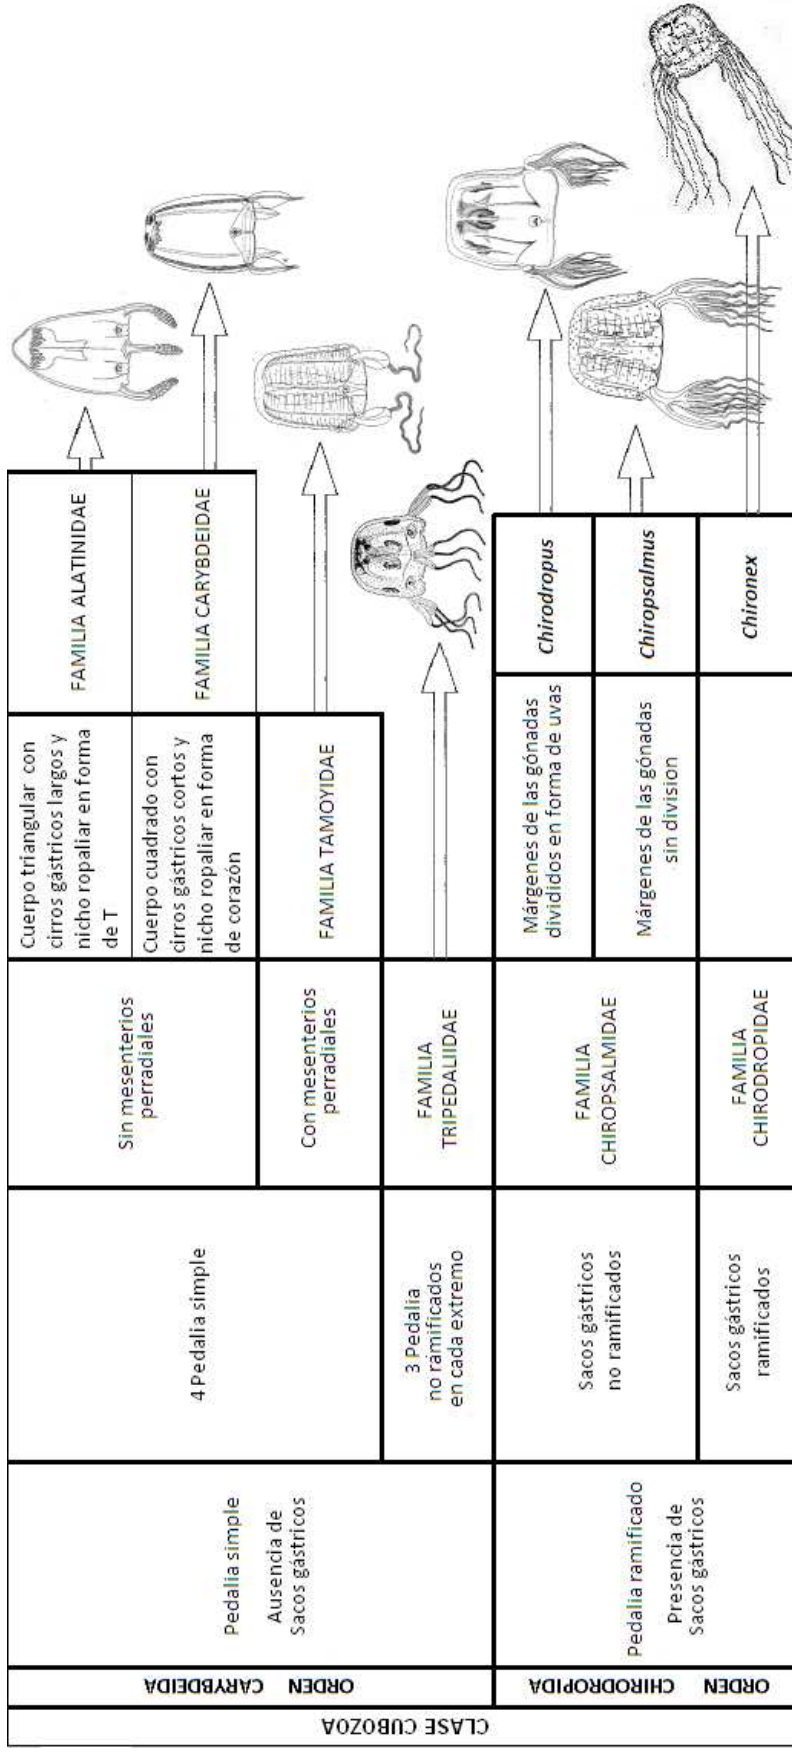 CLASE CUBOZOA
ORDEN CARYBDEIDA
Pedalia simple
Ausencia de
Sacos gástricos
4 Pedalia simple
Sin mesenterios
perradiales
Cuerpo triangular con
cirros gástricos largos y
nicho ropaliar en forma
de T
FAMILIA ALATINIDAE
Cuerpo cuadrado con
cirros gástricos cortos y
nicho ropaliar en forma
de corazón
FAMILIA CARYBDEIDAE
Con mesenterios
perradiales
FAMILIA TAMOYIDAE
3 Pedalia
no ramificados
en cada extremo
FAMILIA
TRIPEDALIIDAE
ORDEN CHIRODROPIDA
Pedalia ramificado
Presencia de
Sacos gástricos
Sacos gástricos
no ramificados
FAMILIA
CHIROPSALMIDAE
Márgenes de las gónadas
divididos en forma de uvas
Chirodropus
Márgenes de las gónadas
sin division
Chiropsalmus
Sacos gástricos
ramificados
FAMILIA
CHIRODROPIDAE
Chironex